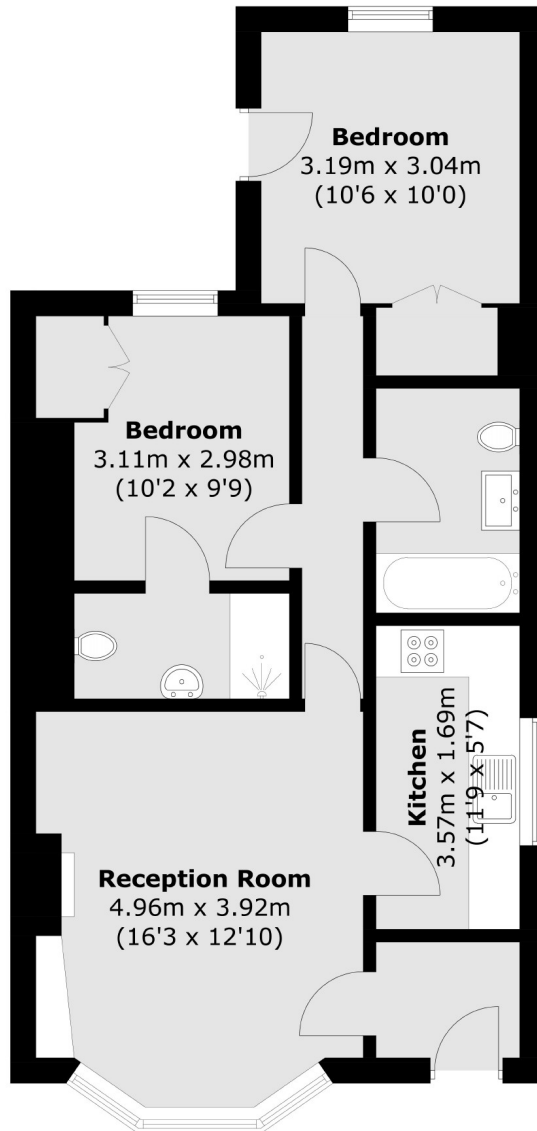 Bedroom
3.19m x 3.04m
(10'6 x 10'0)
Bedroom
3.11m x 2.98m
(10'2 x 9'9)
Kitchen
3.57m x 1.69m
(11'9 x 5'7)
Reception Room
4.96m x 3.92m
(16'3 x 12'10)